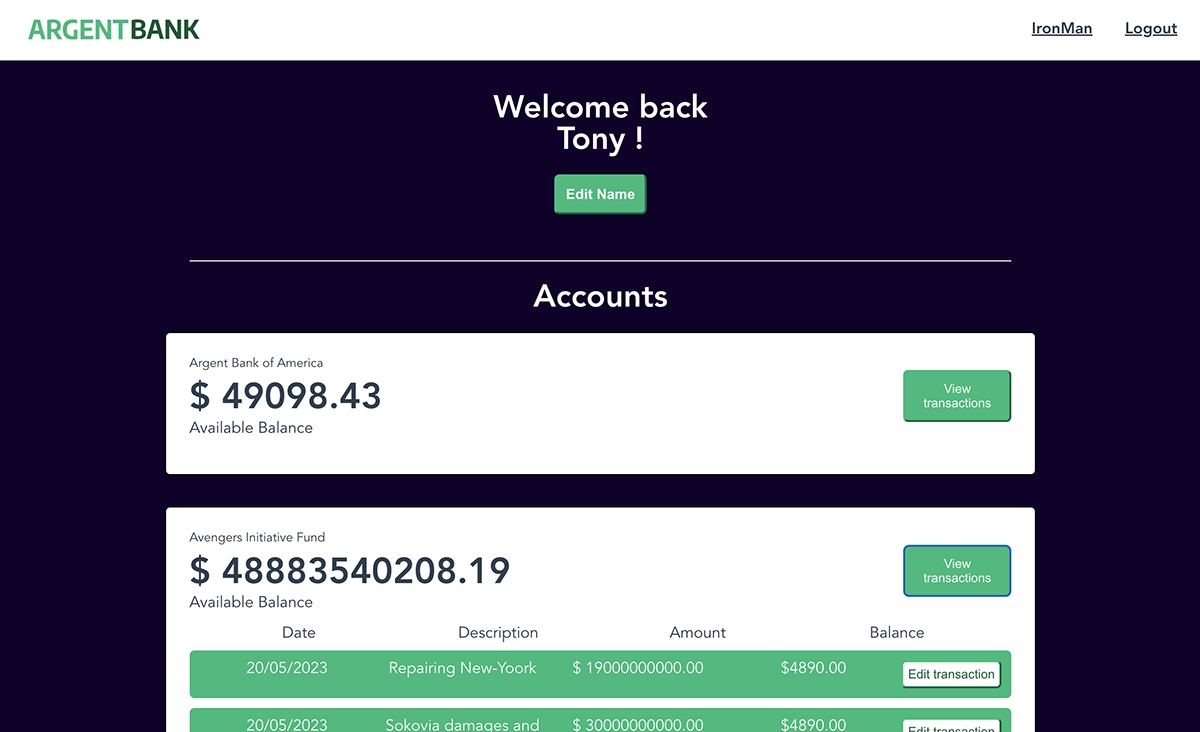 ARGENTBANK
IronMan Logout
Welcome back
Tony !
Edit Name
Accounts
Argent Bank of America
$ 49098.43
Available Balance
View
transactions
Avengers Initiative Fund
$ 48883540208.19
Available Balance
View
transactions
Date Description Amount Balance
20/05/2023 Repairing New-Yoork $ 19000000000.00 $4890.00 Edit transaction
20/05/2023 Sokovia damages and $ 30000000000.00 $4890.00 Edit transaction